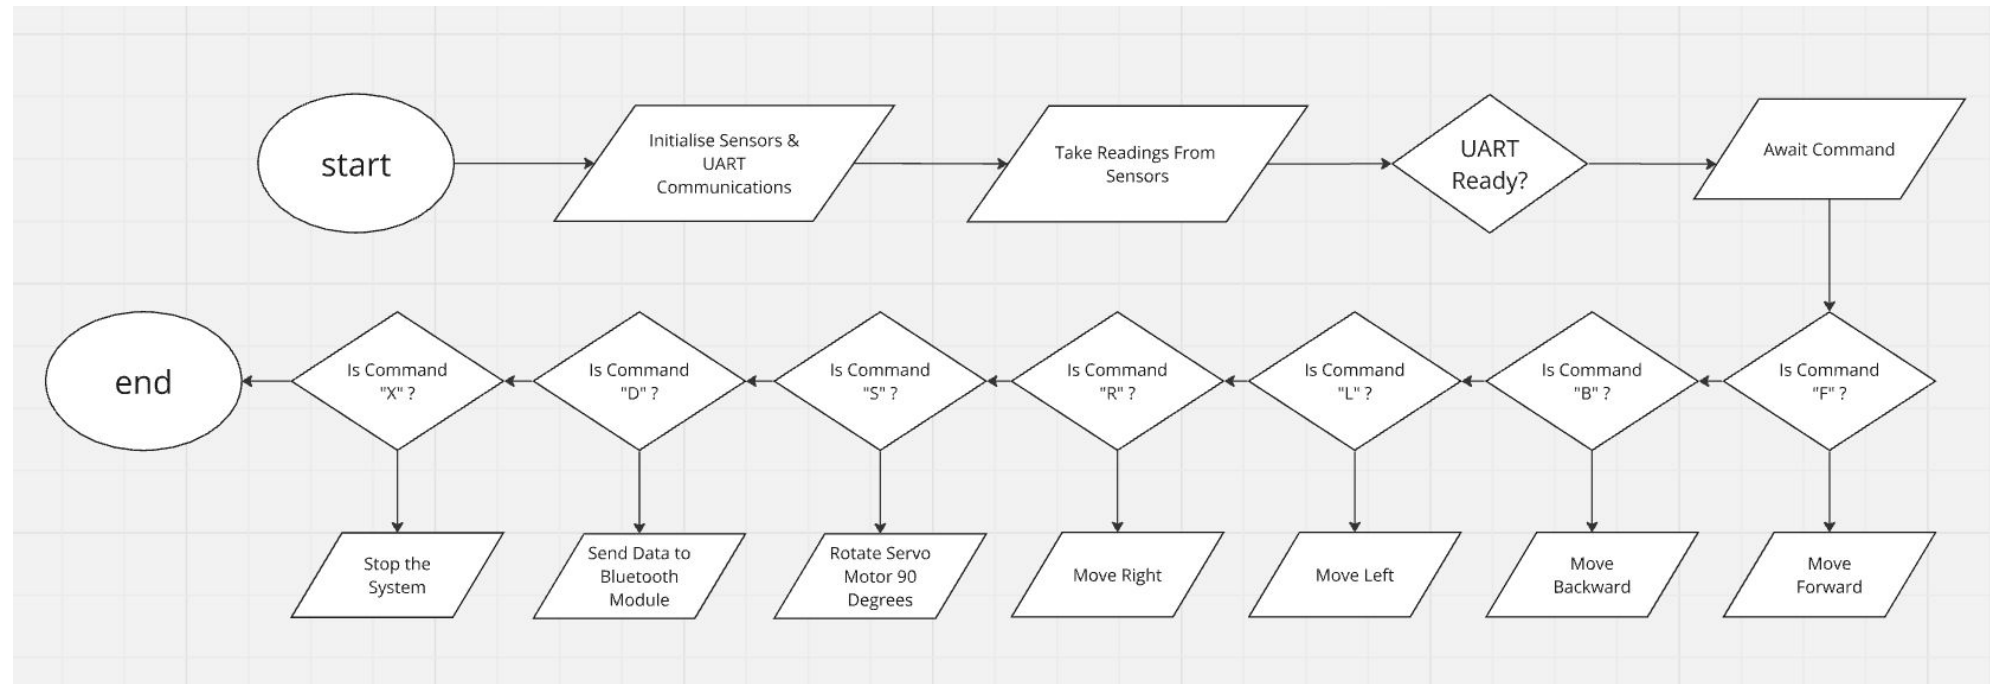 start
Initialise Sensors &
UART
Communications
Take Readings From
Sensors
UART
Ready?
Await Command
end
Is Command
"X" ?
Is Command
"D" ?
Is Command
"S" ?
Is Command
"R" ?
Is Command
"L" ?
Is Command
"B" ?
Is Command
"F" ?
Stop the
System
Send Data to
Bluetooth
Module
Rotate Servo
Motor 90
Degrees
Move Right
Move Left
Move
Backward
Move
Forward